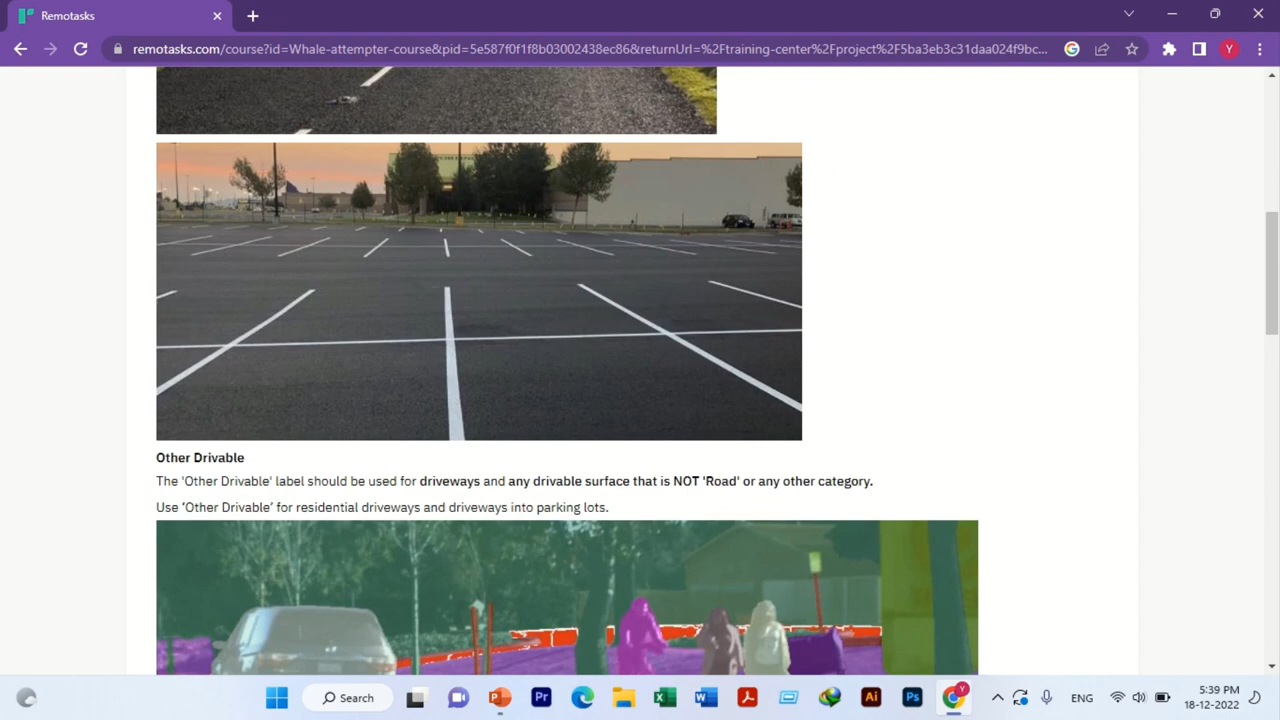 Remotasks
remotasks.com/course?id=Whale-attempter-course&pid=5e587f0f1f8b03002438ec86&returnUrl=%2Ftraining-center%2Fproject%2F5ba3eb3c31daa024f9bc...
Y
Other Drivable
The 'Other Drivable' label should be used for driveways and any drivable surface that is NOT 'Road' or any other category.
Use 'Other Drivable' for residential driveways and driveways into parking lots.
Search
Pr
Ai
Ps
Y
ENG
5:39 PM
18-12-2022